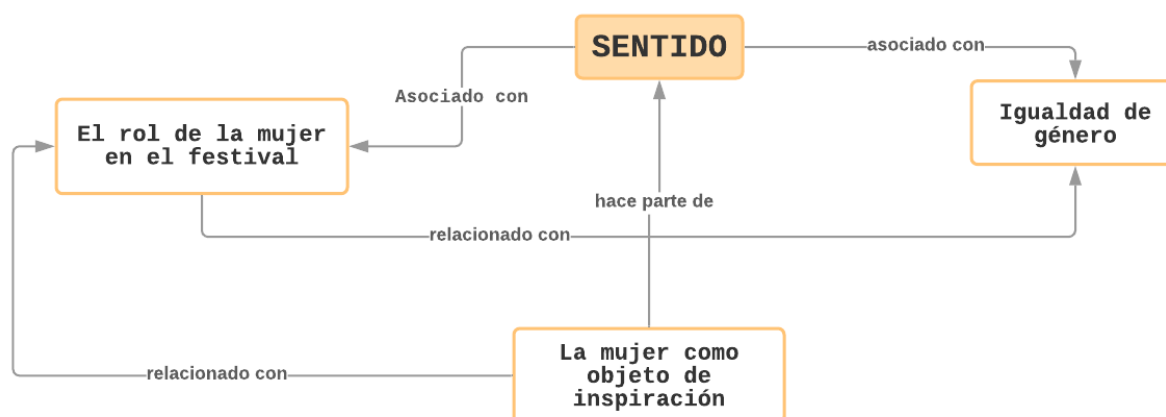 SENTIDO
asociado con
Asociado con
Igualdad de
género
El rol de la mujer
en el festival
hace parte de
relacionado con
La mujer como
objeto de
inspiración
relacionado con